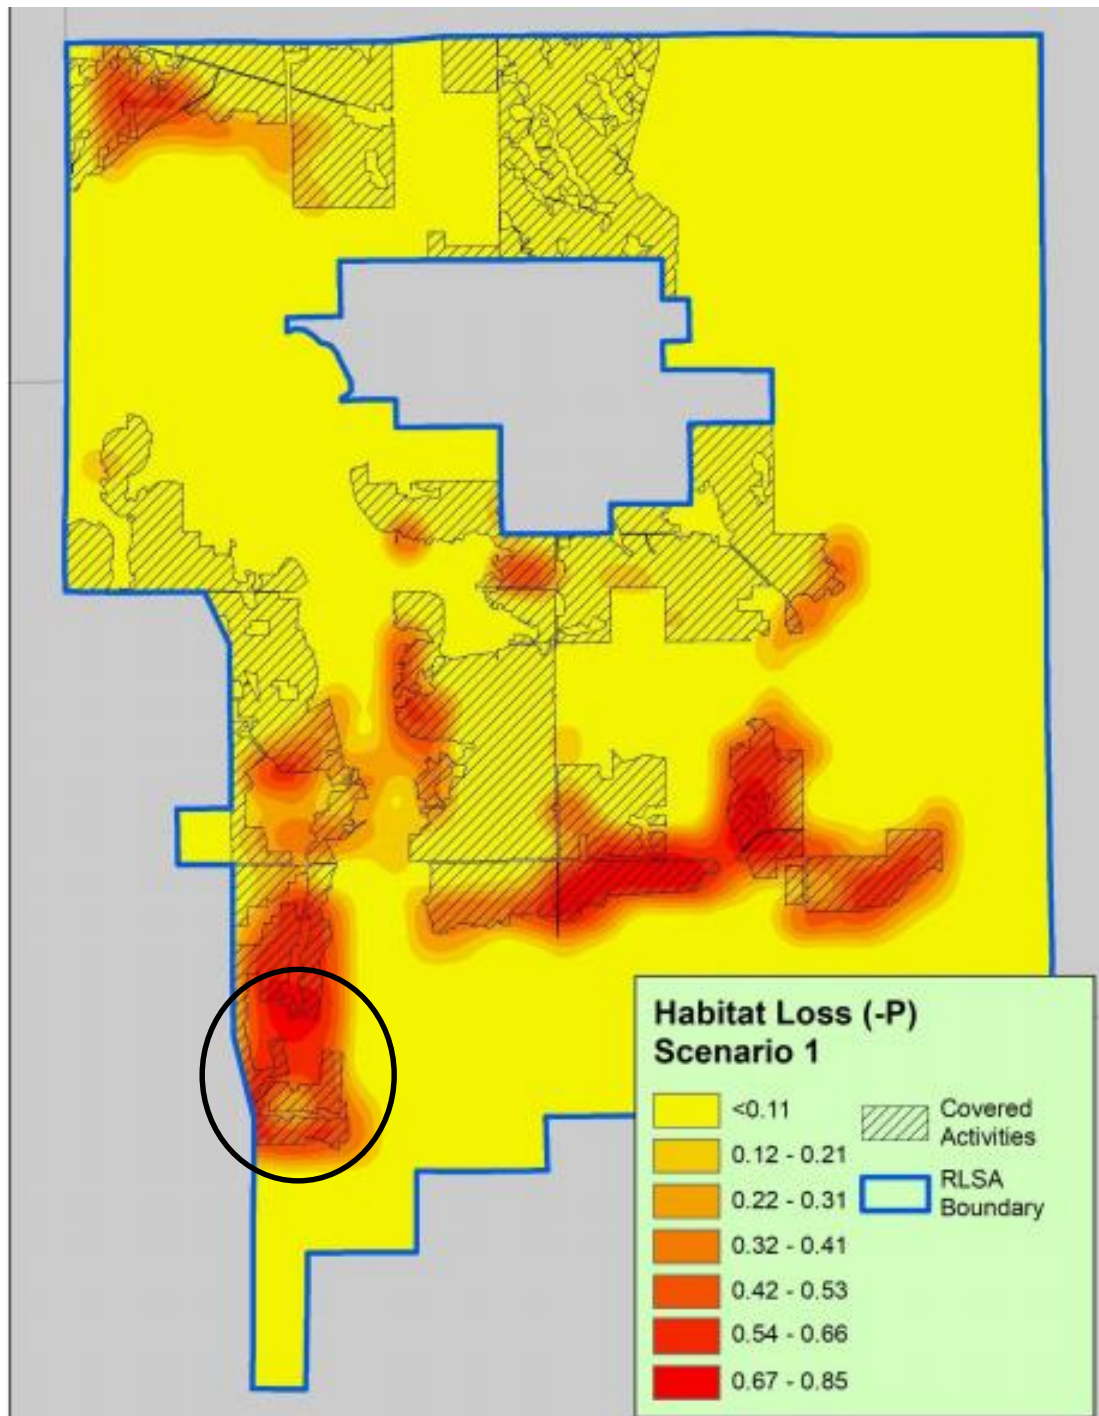 Habitat Loss (-P)
Scenario 1
<0.11
0.12 - 0.21
0.22 - 0.31
0.32 - 0.41
0.42 - 0.53
0.54 - 0.66
0.67 - 0.85
Covered
Activities
RLSA
Boundary